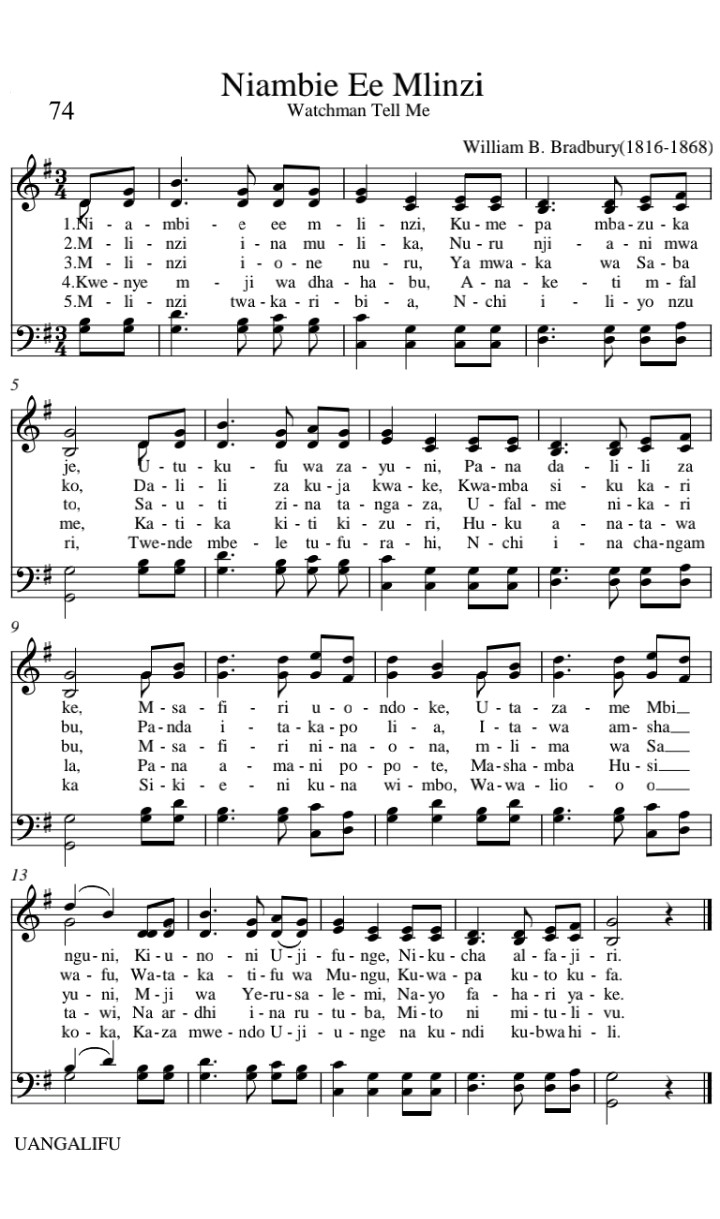 Niambie Ee Mlinzi
74
Watchman Tell Me
William B. Bradbury(1816-1868)
1.Ni - a - mbi - e ee m - li - nzi, Ku - me - pa mba - zu - ka
2.M - li - nzi i - na mu - li - ka, Nu - ru nji - a - ni mwa
3.M - li - nzi i - o - ne nu - ru, Ya mwa - ka wa Sa - ba
4.Kwe - nye m - ji wa dha - ha - bu, A - na - ke - ti m - fal
5.M - li - nzi twa - ka - ri - bi - a, N - chi i - li - yo nzu
5
je, U - tu - ku - fu wa za - yu - ni, Pa - na da - li - li za
ko, Da - li - li za ku - ja kwa - ke, Kwa - mba si - ku ka - ri
to, Sa - u - ti zi - na ta - nga - za, U - fal - me ni - ka - ri
me, Ka - ti - ka ki - ti ki - zu - ri, Hu - ku a - na - ta - wa
ri, Twe - nde mbe - le tu - fu - ra - hi, N - chi i - na cha - ngam
9
ke, M - sa - fi - ri u - o - ndo - ke, U - ta - za - me Mbi
bu, Pa - nda i - ta - ka - po li - a, I - ta - wa am - sha
bu, M - sa - fi - ri ni - na - o - na, m - li - ma wa Sa
la, Pa - na a - ma - ni po - po - te, Ma - sha - mba Hu - si
ka Si - ki - e - ni ku - na wi - mbo, Wa - wa - lio - o o
13
ngu - ni, Ki - u - no - ni U - ji - fu - nge, Ni - ku - cha al - fa - ji - ri.
wa - fu, Wa - ta - ka - ti - fu wa Mu - ngu, Ku - wa - pa ku - to ku - fa.
yu - ni, M - ji wa Ye - ru - sa - le - mi, Na - yo fa - ha - ri ya - ke.
ta - wi, Na ar - dhi i - na ru - tu - ba, Mi - to ni mi - tu - li - vu.
ko - ka, Ka - za mwe - ndo U - ji - u - nge na ku - ndi ku - bwa hi - li.
UANGALIFU